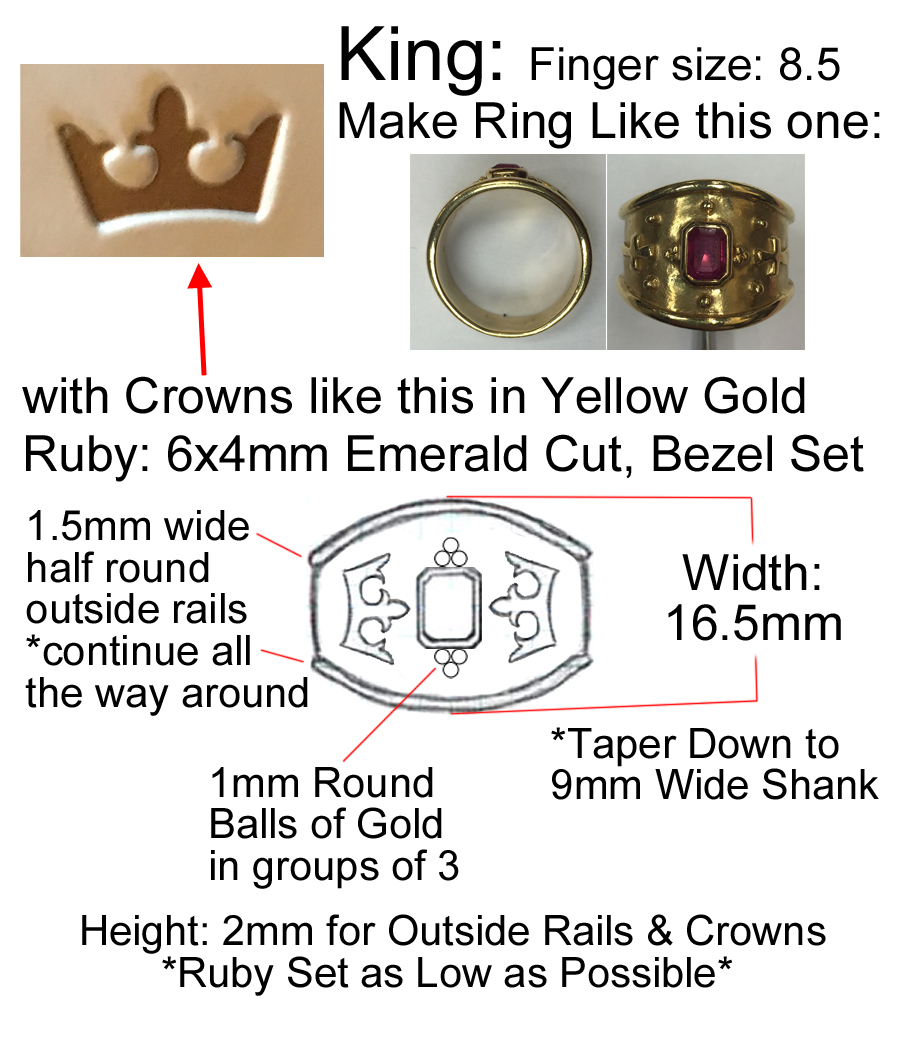 King: Finger size: 8.5
Make Ring Like this one:
with Crowns like this in Yellow Gold
Ruby: 6x4mm Emerald Cut, Bezel Set
1.5mm wide
half round
outside rails
*continue all
the way around
Width:
16.5mm
*Taper Down to
9mm Wide Shank
1mm Round
Balls of Gold
in groups of 3
Height: 2mm for Outside Rails & Crowns
*Ruby Set as Low as Possible*